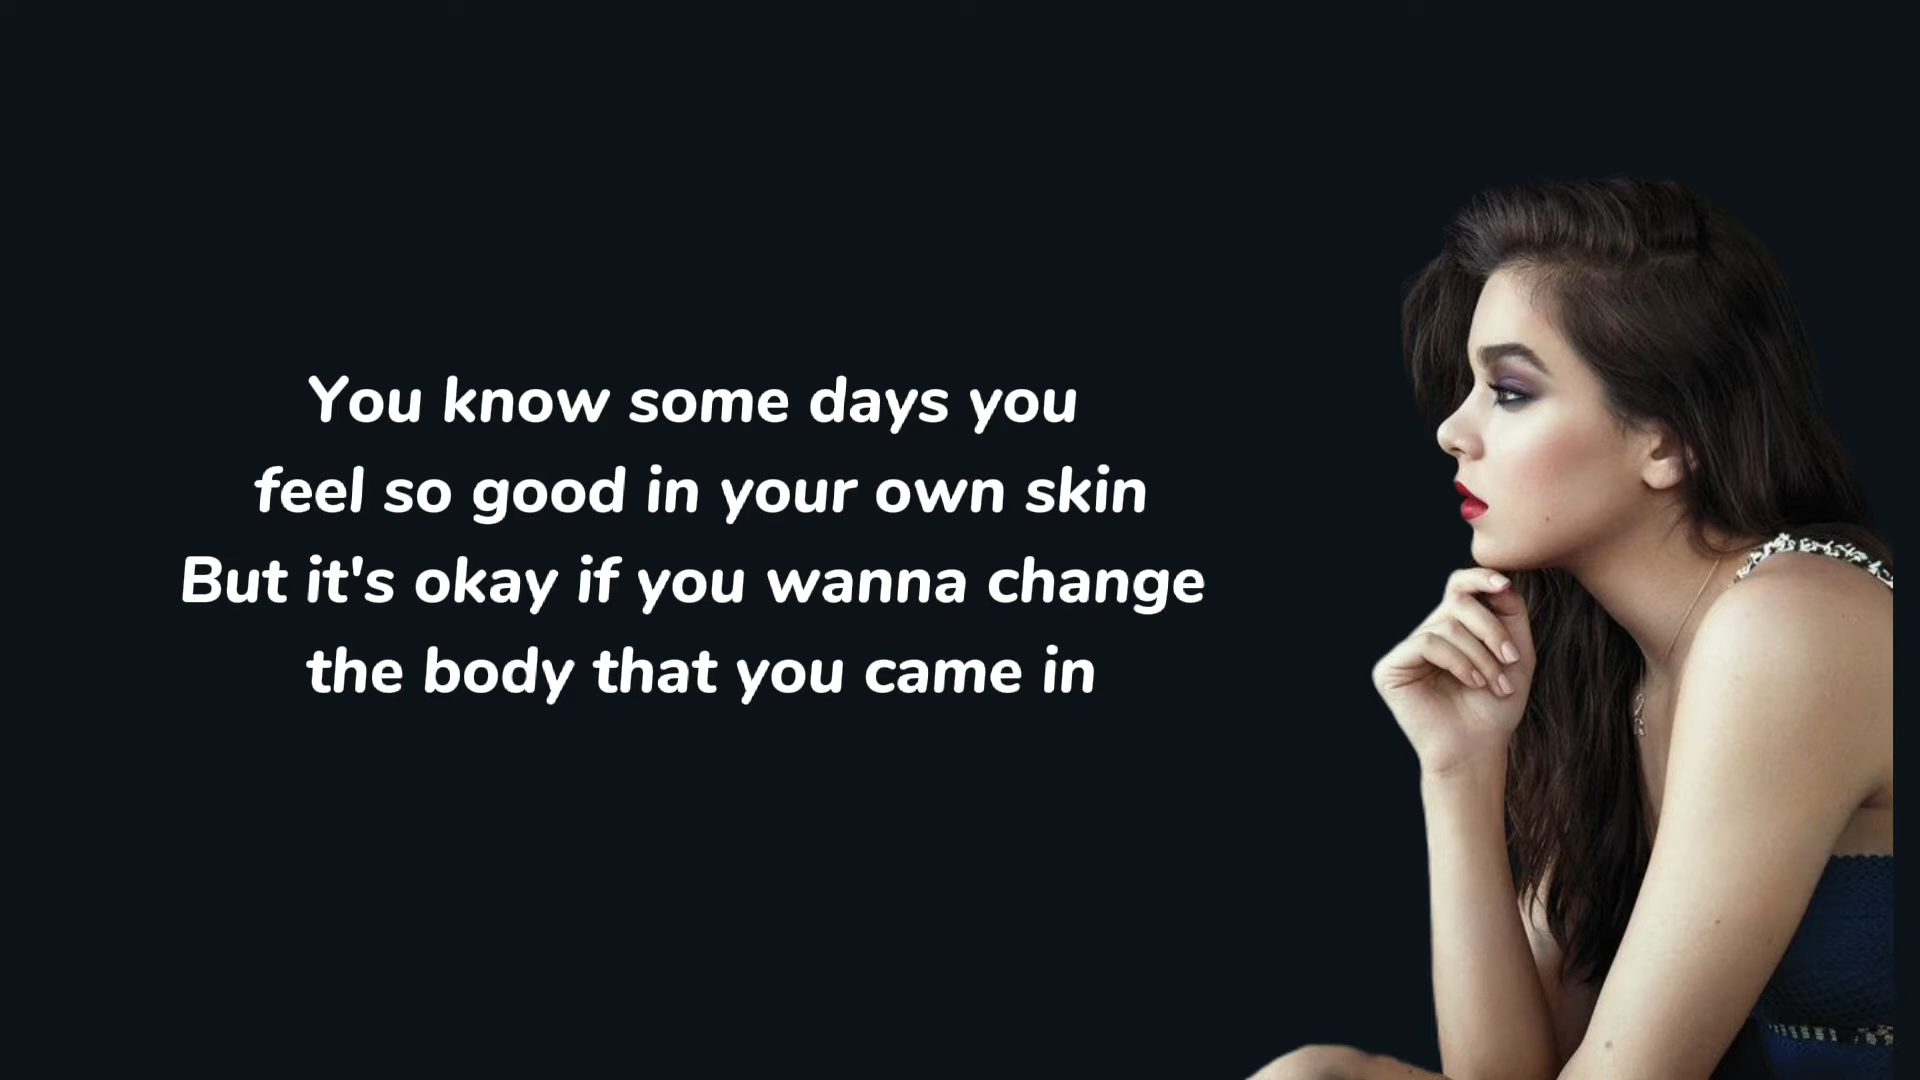 You know some days you
feel so good in your own skin
But it's okay if you wanna change
the body that you came in